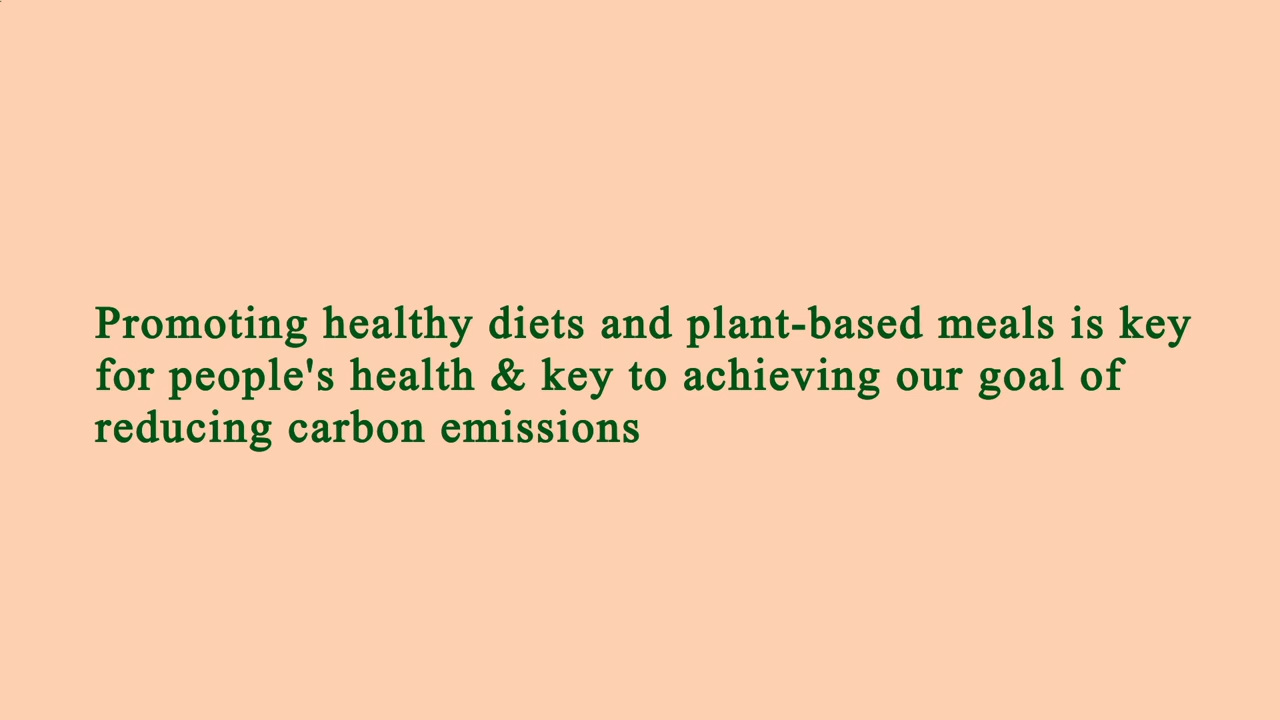 Promoting healthy diets and plant-based meals is key
for people's health & key to achieving our goal of
reducing carbon emissions